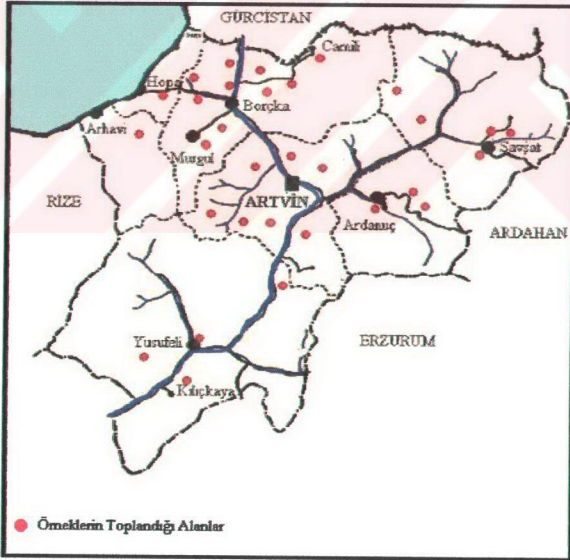 GÜRCİSTAN
Camili
Hopa
Borçka
Arhavi
Murgul
Şavşat
RİZE
ARTVİN
Ardanuç
ARDAHAN
Yusufeli
ERZURUM
Kılıçkaya
Örneklerin Toplandığı Alanlar